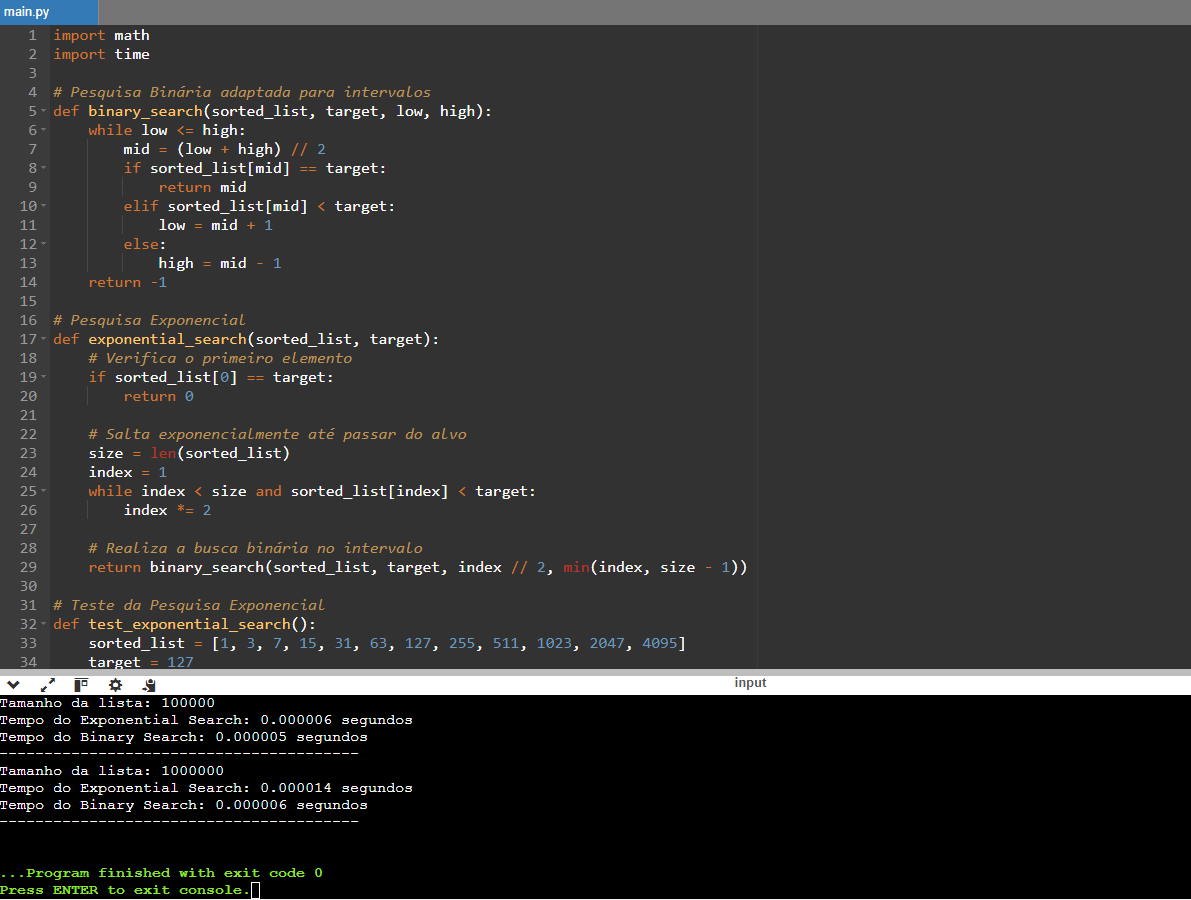 main.py
1 import math
2 import time
3
4 # Pesquisa Binária adaptada para intervalos
5 def binary_search(sorted_list, target, low, high):
6     while low <= high:
7         mid = (low + high) // 2
8         if sorted_list[mid] == target:
9             return mid
10         elif sorted_list[mid] < target:
11             low = mid + 1
12         else:
13             high = mid - 1
14     return -1
15
16 # Pesquisa Exponencial
17 def exponential_search(sorted_list, target):
18     # Verifica o primeiro elemento
19     if sorted_list[0] == target:
20         return 0
21
22     # Salta exponencialmente até passar do alvo
23     size = len(sorted_list)
24     index = 1
25     while index < size and sorted_list[index] < target:
26         index *= 2
27
28     # Realiza a busca binária no intervalo
29     return binary_search(sorted_list, target, index // 2, min(index, size - 1))
30
31 # Teste da Pesquisa Exponencial
32 def test_exponential_search():
33     sorted_list = [1, 3, 7, 15, 31, 63, 127, 255, 511, 1023, 2047, 4095]
34     target = 127
input
Tamanho da lista: 100000
Tempo do Exponential Search: 0.000006 segundos
Tempo do Binary Search: 0.000005 segundos
----------------------------------------
Tamanho da lista: 1000000
Tempo do Exponential Search: 0.000014 segundos
Tempo do Binary Search: 0.000006 segundos
----------------------------------------
...Program finished with exit code 0
Press ENTER to exit console.